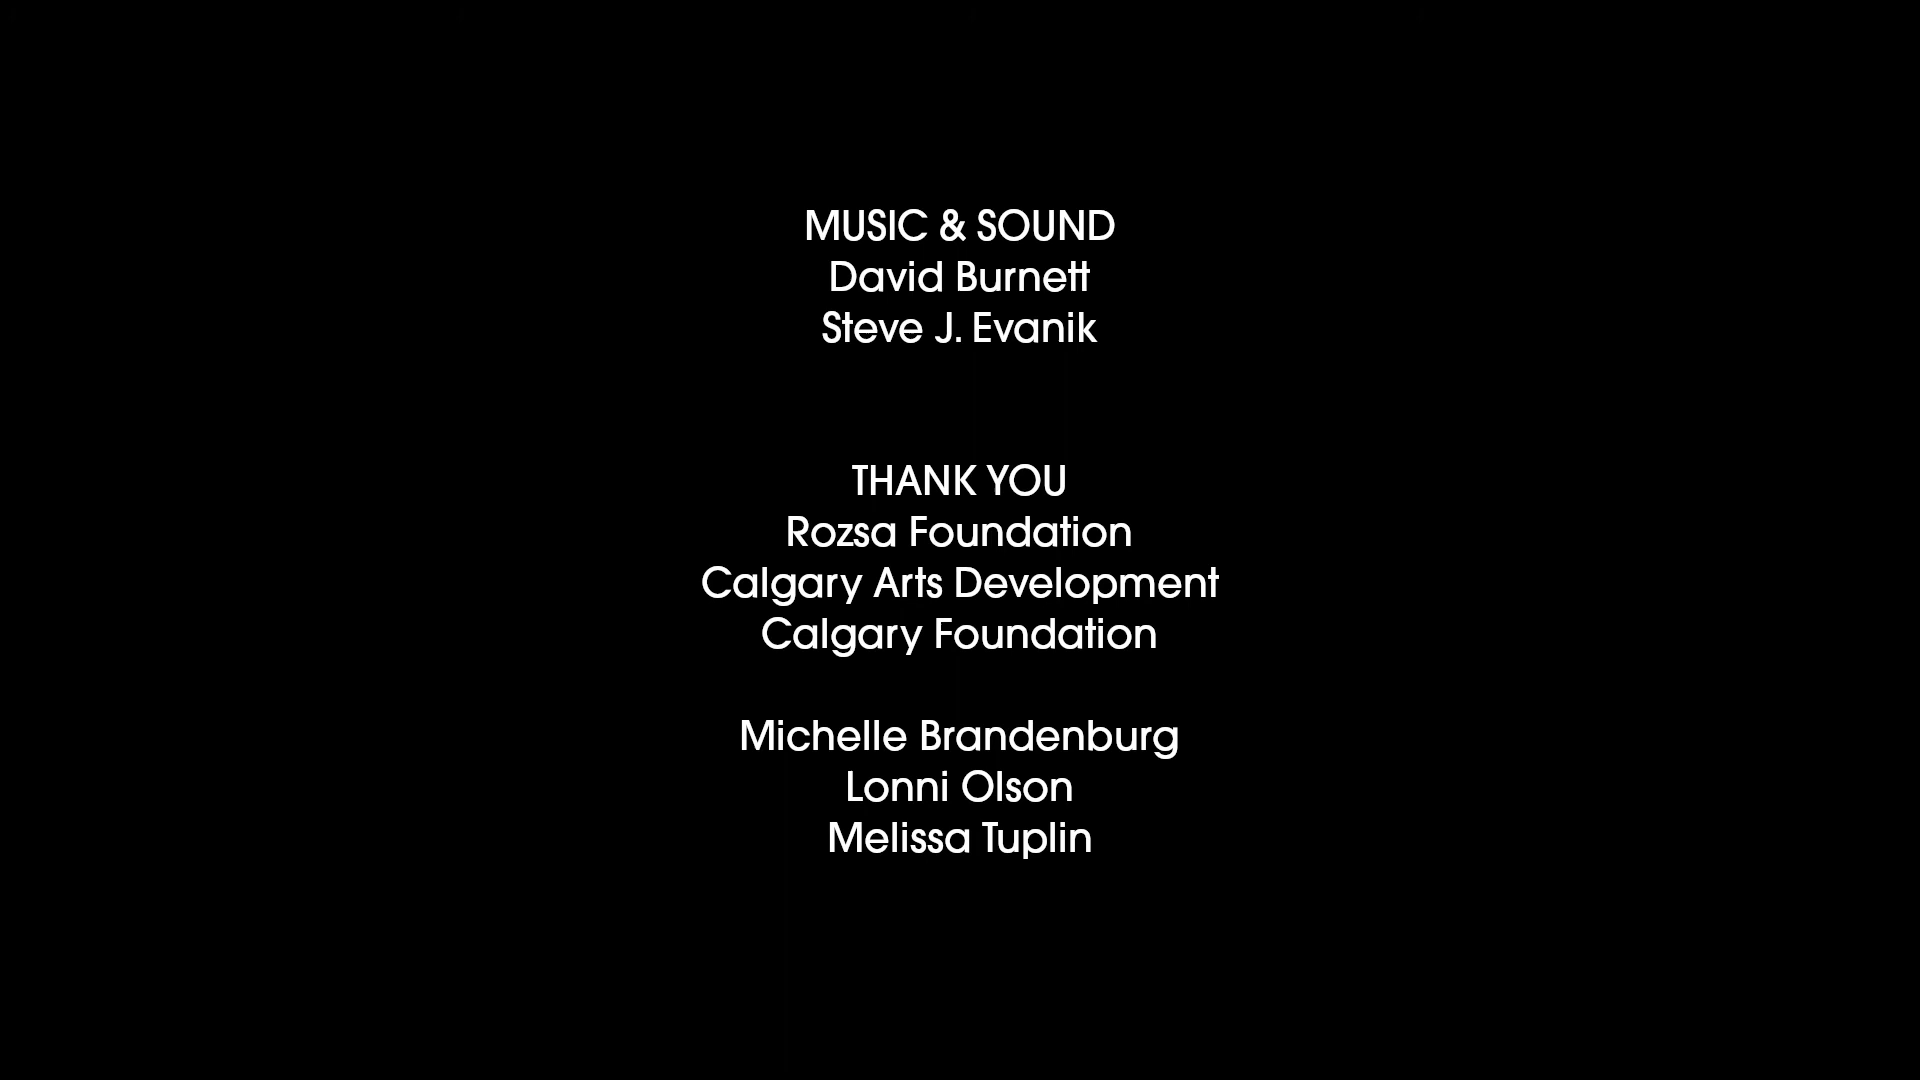 MUSIC & SOUND
David Burnett
Steve J. Evanik
THANK YOU
Rozsa Foundation
Calgary Arts Development
Calgary Foundation
Michelle Brandenburg
Lonni Olson
Melissa Tuplin